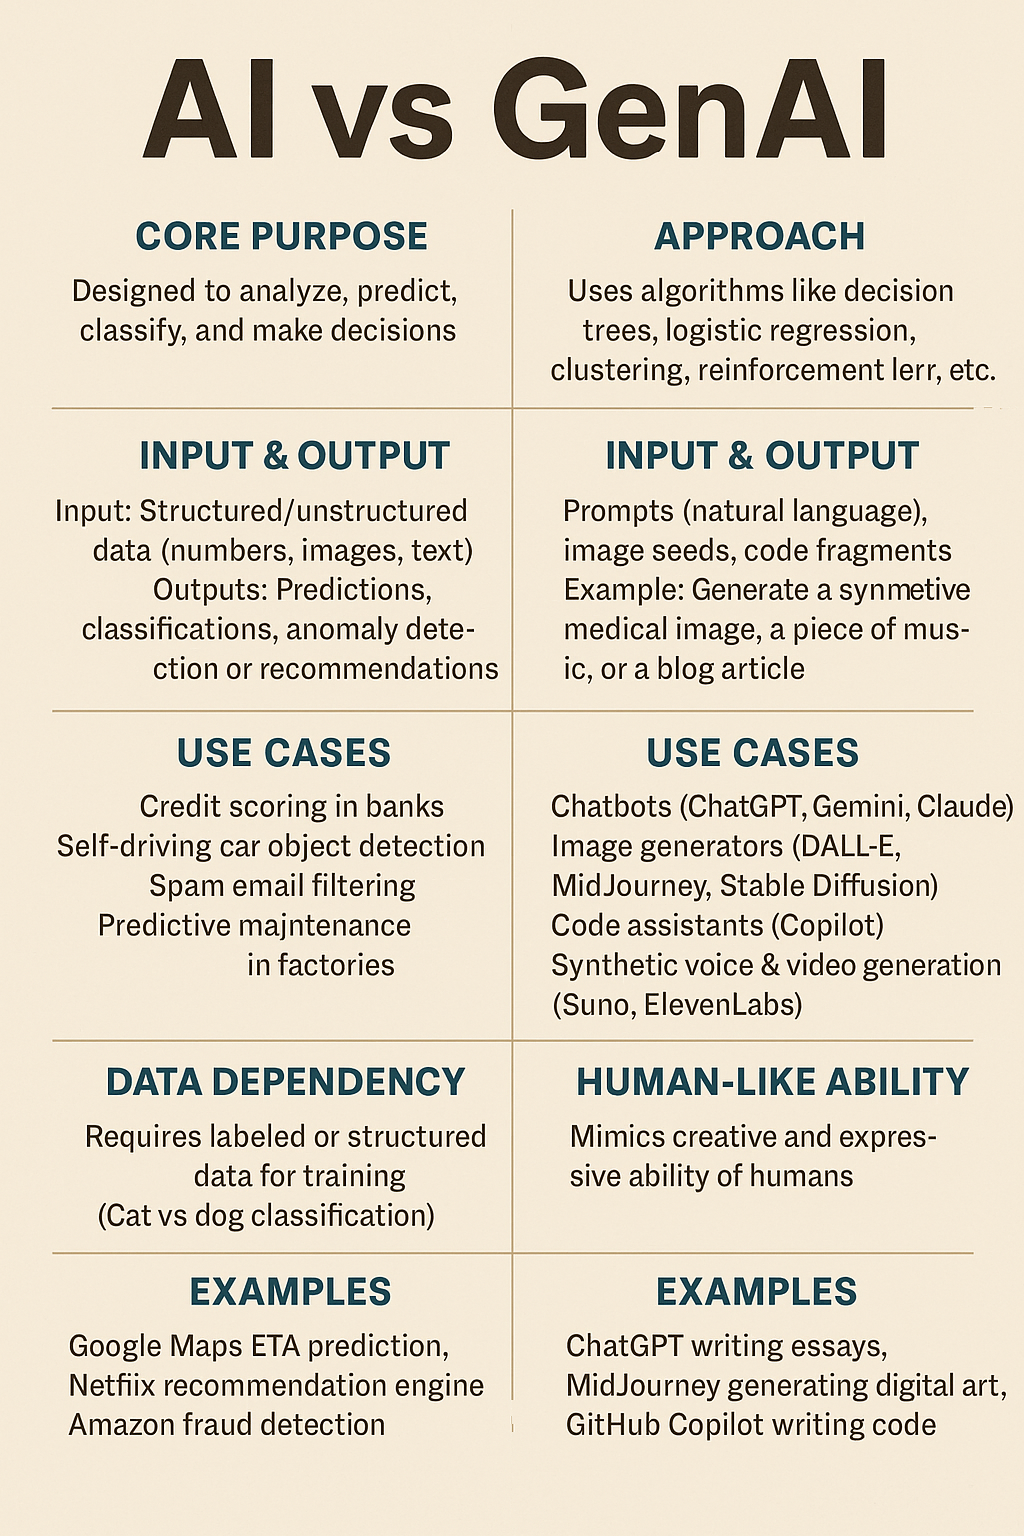 AI vs GenAI
CORE PURPOSE
Designed to analyze, predict,
classify, and make decisions
APPROACH
Uses algorithms like decision
trees, logistic regression,
clustering, reinforcement lerr, etc.
INPUT & OUTPUT
Input: Structured/unstructured
data (numbers, images, text)
Outputs: Predictions,
classifications, anomaly dete-
ction or recommendations
INPUT & OUTPUT
Prompts (natural language),
image seeds, code fragments
Example: Generate a synmetive
medical image, a piece of mus-
ic, or a blog article
USE CASES
Credit scoring in banks
Self-driving car object detection
Spam email filtering
Predictive majntenance
in factories
USE CASES
Chatbots (ChatGPT, Gemini, Claude)
Image generators (DALL-E,
MidJourney, Stable Diffusion)
Code assistants (Copilot)
Synthetic voice & video generation
(Suno, ElevenLabs)
DATA DEPENDENCY
Requires labeled or structured
data for training
(Cat vs dog classification)
HUMAN-LIKE ABILITY
Mimics creative and expres-
sive ability of humans
EXAMPLES
Google Maps ETA prediction,
Netfiix recommendation engine
Amazon fraud detection
EXAMPLES
ChatGPT writing essays,
MidJourney generating digital art,
GitHub Copilot writing code